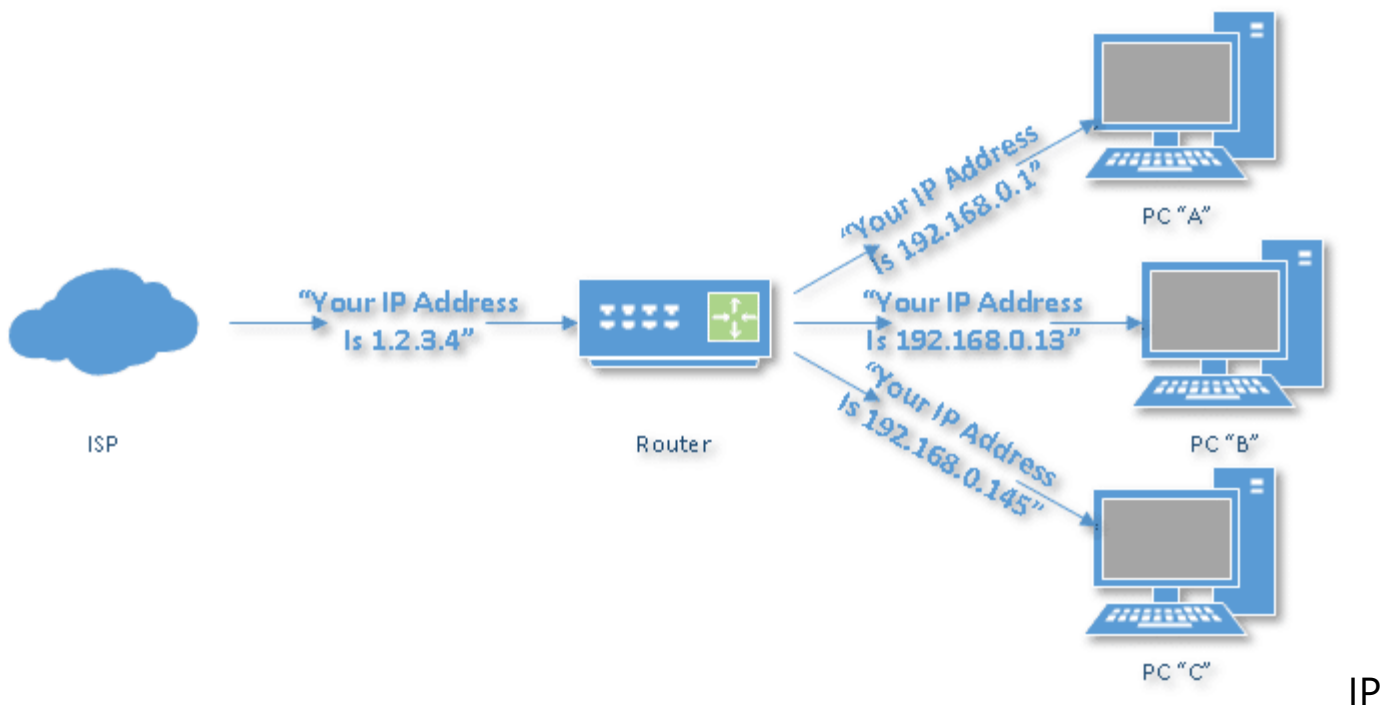 “Your IP Address
Is 192.168.0.1”
PC “A”
“Your IP Address
Is 1.2.3.4”
“Your IP Address
Is 192.168.0.13”
ISP
Router
PC “B”
“Your IP Address
Is 192.168.0.145”
PC “C”
IP